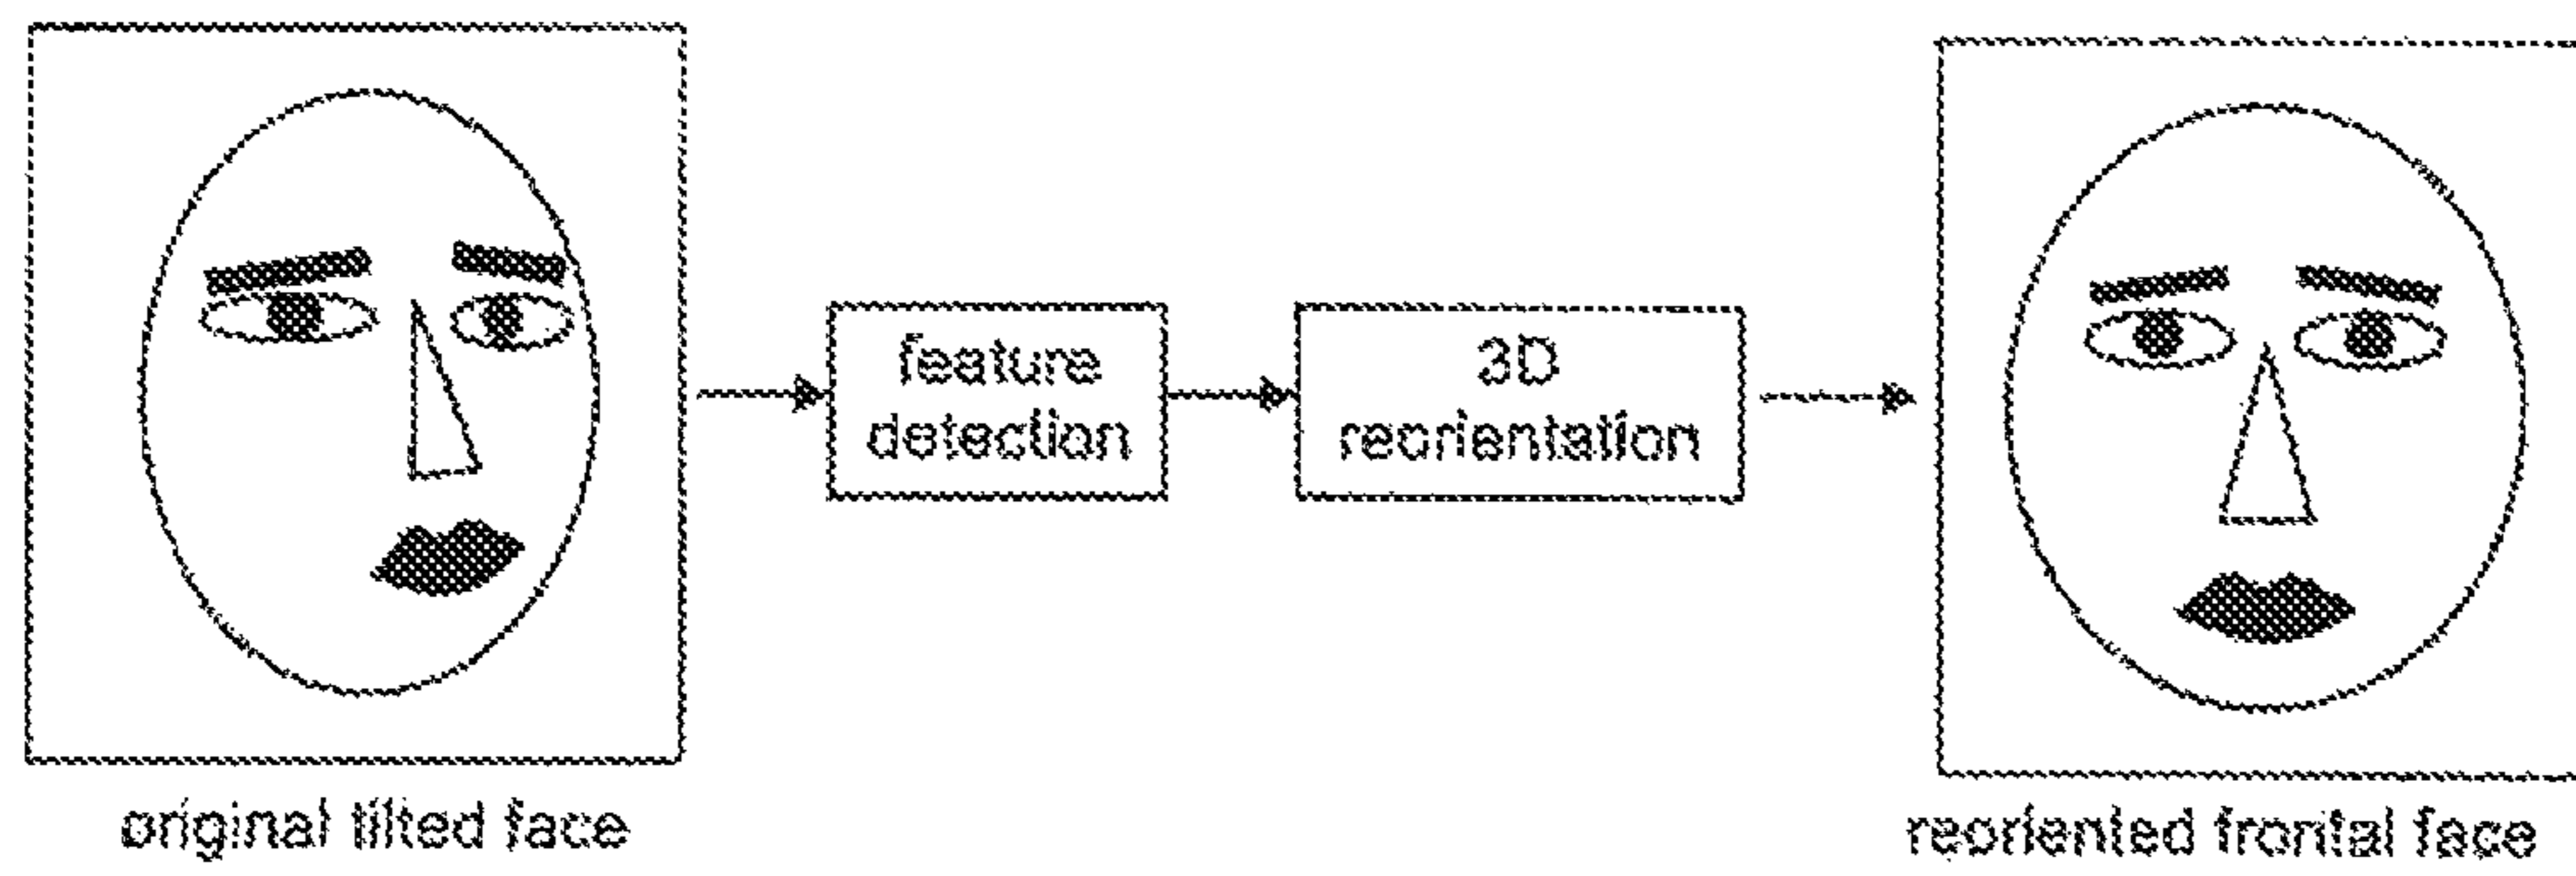 feature
detection
3D
reorientation
original tilted face
reoriented frontal face